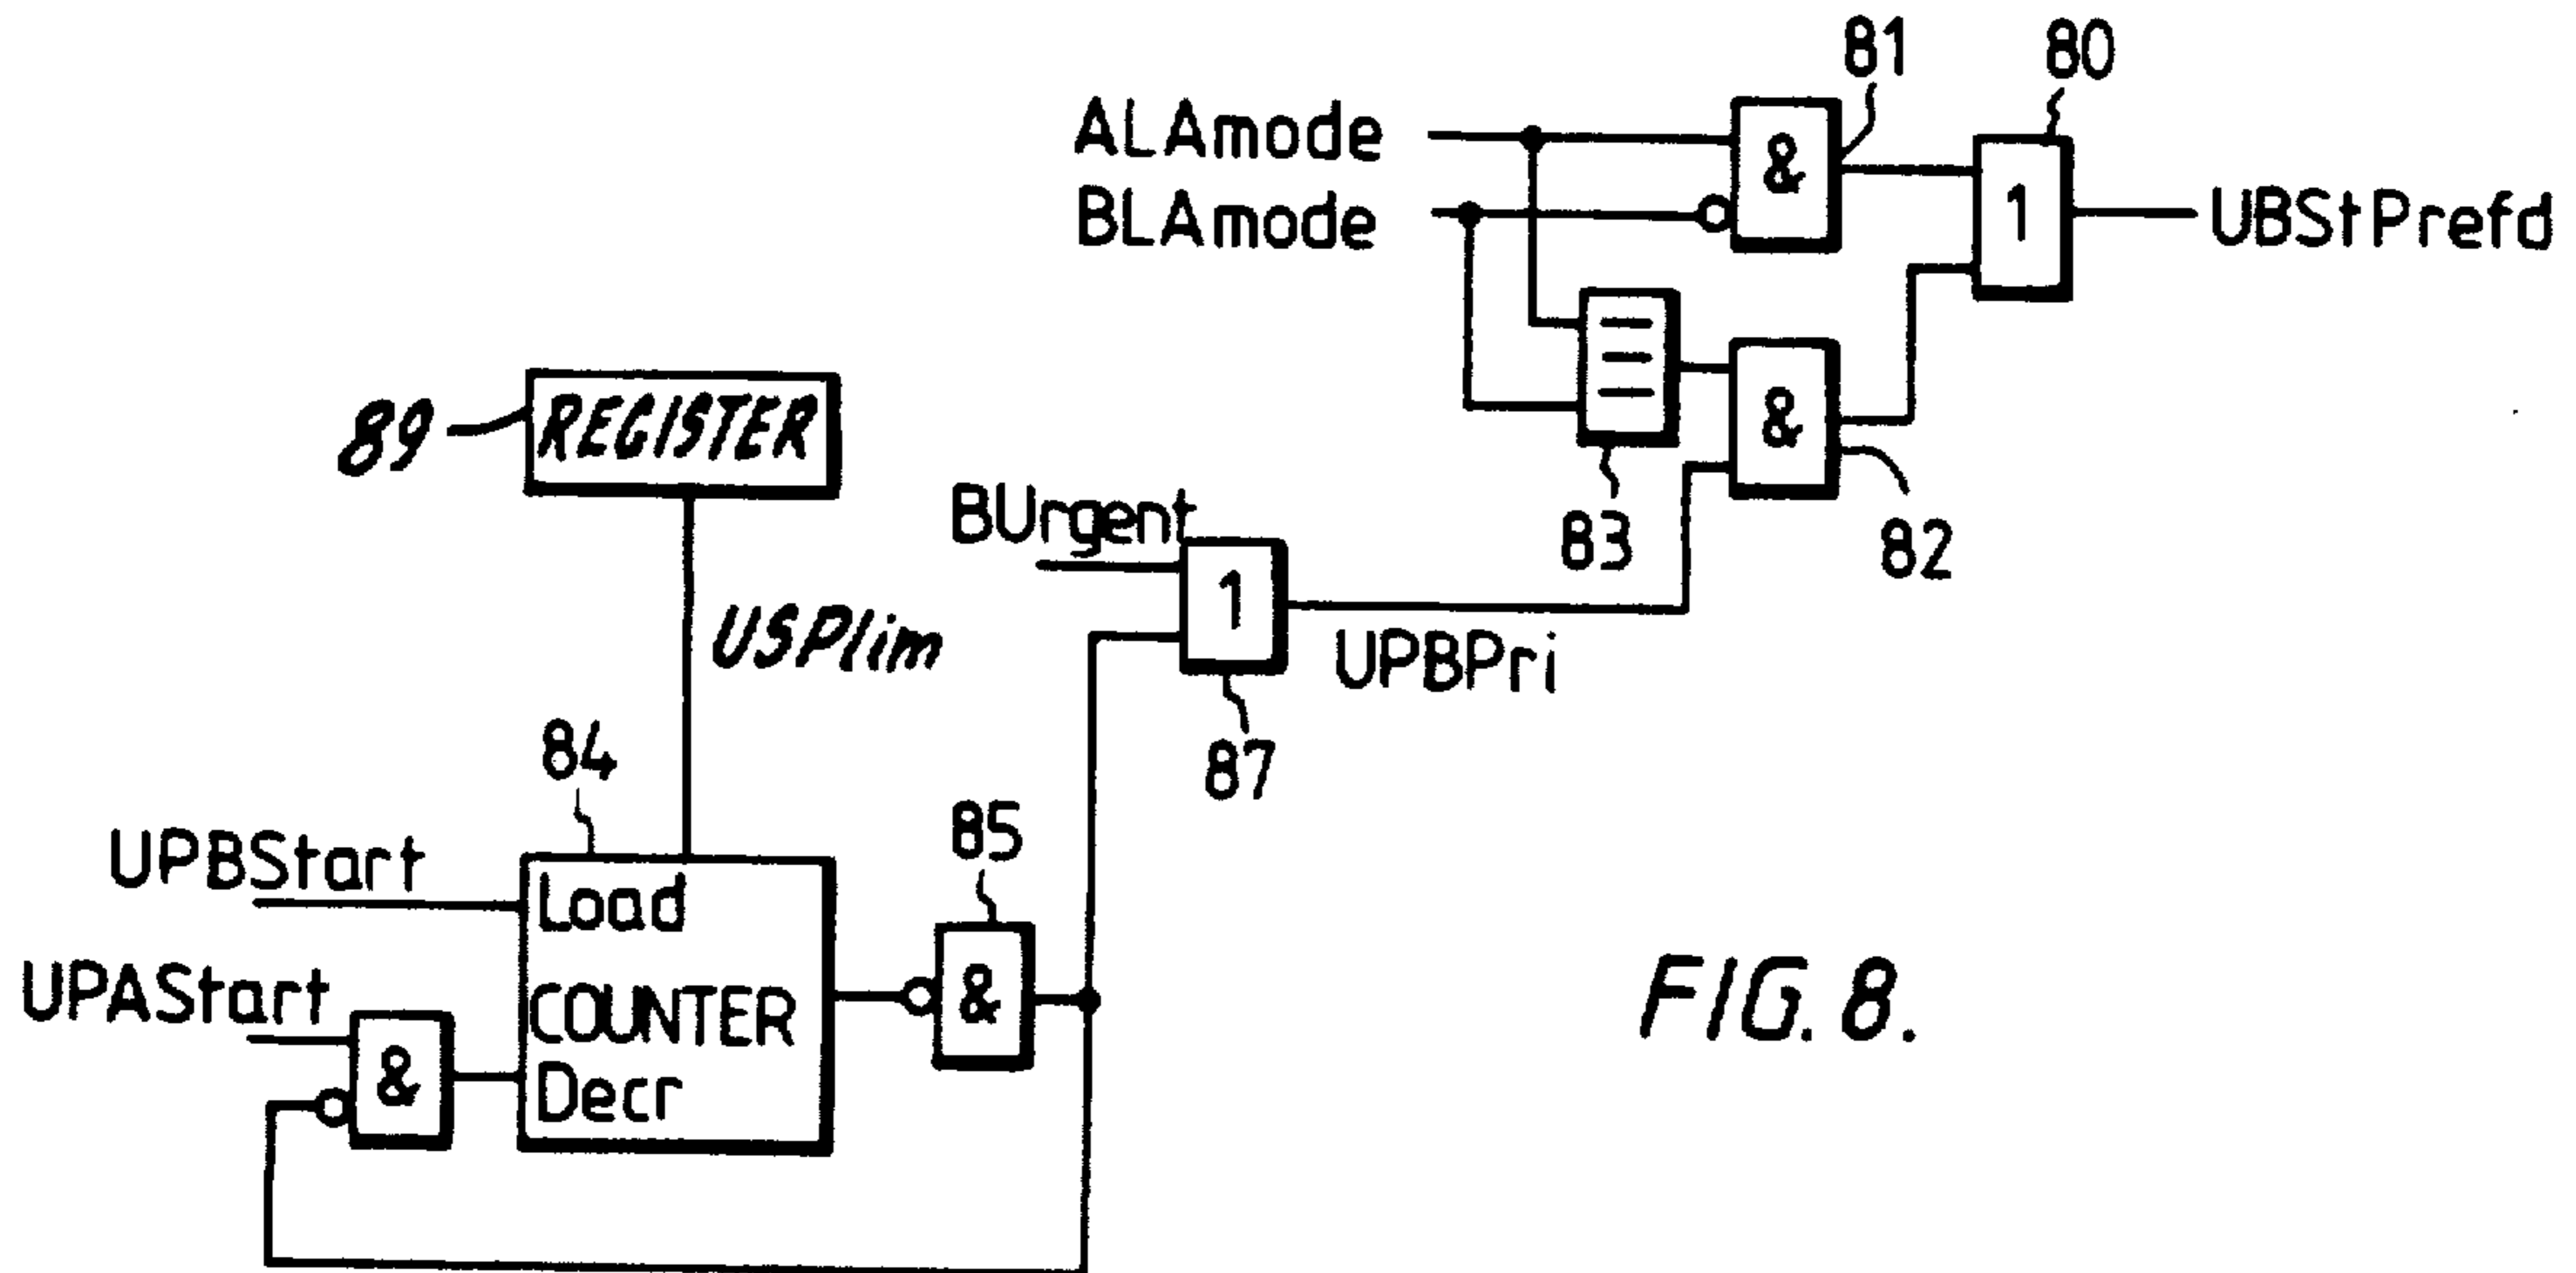 81
80
ALAmode
&
BLAmode
1
UBStPrefd
89
REGISTER
&
BUrgent
83
82
1
USPlim
UPBPri
84
87
85
UPBStart
Load
UPAStart
COUNTER
&
&
Decr
FIG. 8.